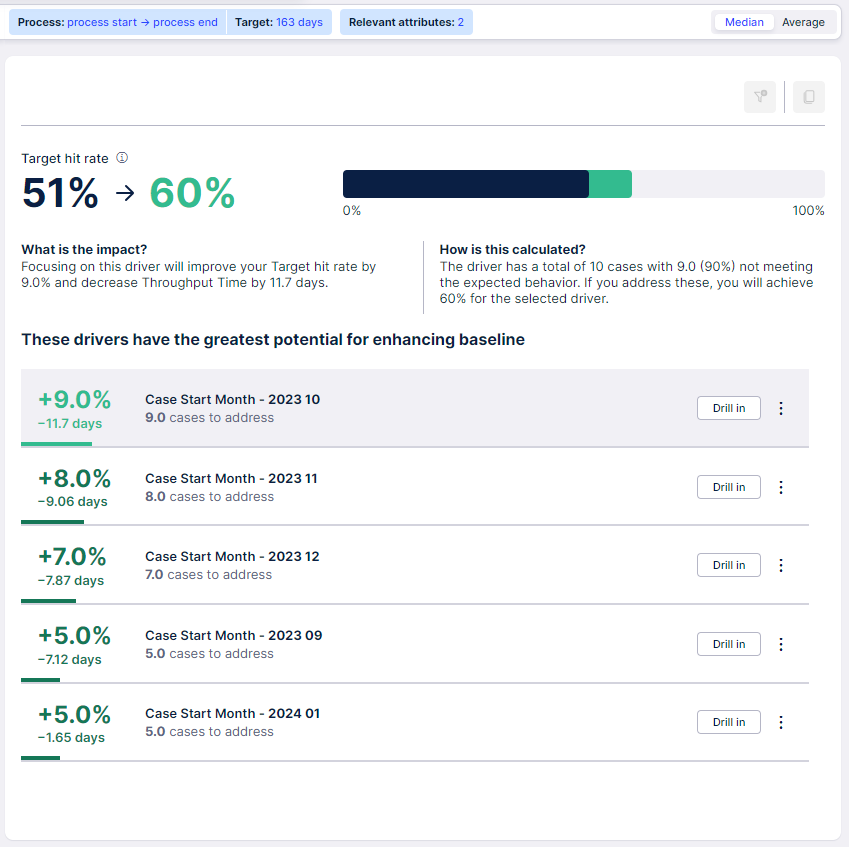 Process: process start → process end Target: 163 days Relevant attributes: 2 Median Average
Target hit rate
51% → 60%
0% 100%
What is the impact?
Focusing on this driver will improve your Target hit rate by
9.0% and decrease Throughput Time by 11.7 days.
How is this calculated?
The driver has a total of 10 cases with 9.0 (90%) not meeting
the expected behavior. If you address these, you will achieve
60% for the selected driver.
These drivers have the greatest potential for enhancing baseline
+9.0% Case Start Month - 2023 10 Drill in
−11.7 days 9.0 cases to address
+8.0% Case Start Month - 2023 11 Drill in
−9.06 days 8.0 cases to address
+7.0% Case Start Month - 2023 12 Drill in
−7.87 days 7.0 cases to address
+5.0% Case Start Month - 2023 09 Drill in
−7.12 days 5.0 cases to address
+5.0% Case Start Month - 2024 01 Drill in
−1.65 days 5.0 cases to address